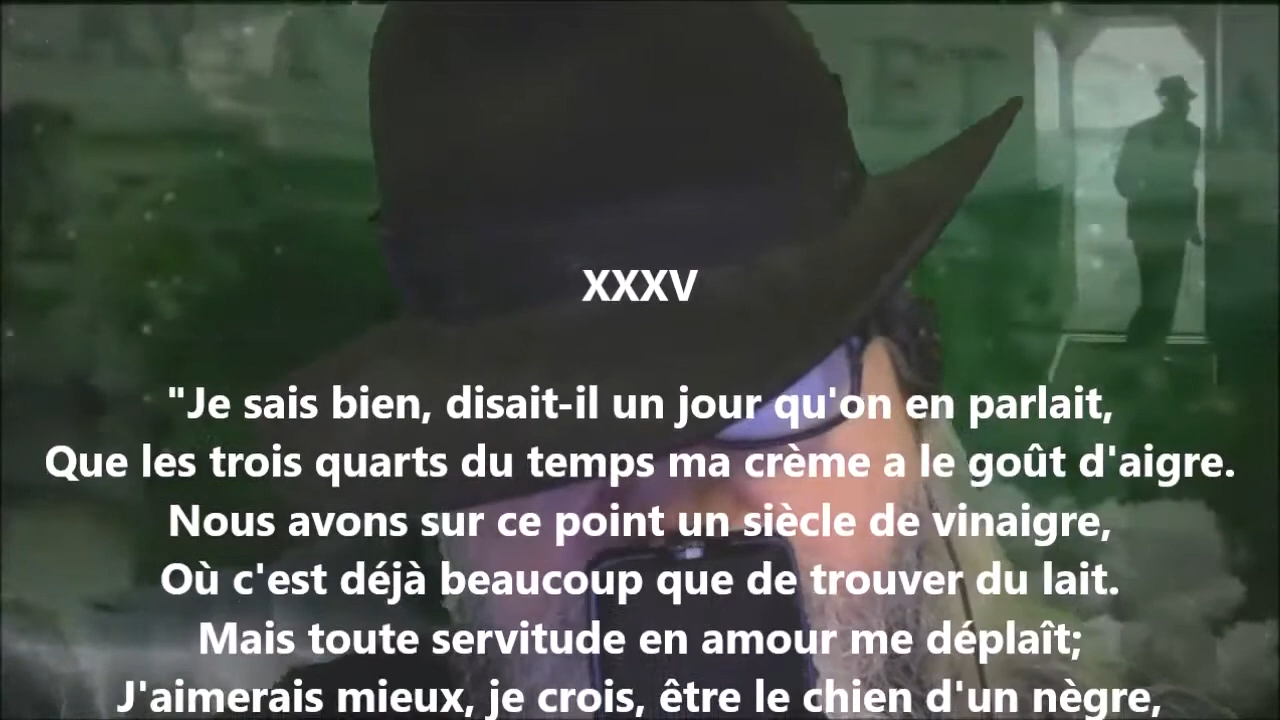 ET
XXXV
"Je sais bien, disait-il un jour qu'on en parlait,
Que les trois quarts du temps ma crème a le goût d'aigre.
Nous avons sur ce point un siècle de vinaigre,
Où c'est déjà beaucoup que de trouver du lait.
Mais toute servitude en amour me déplaît;
J'aimerais mieux, je crois, être le chien d'un nègre,